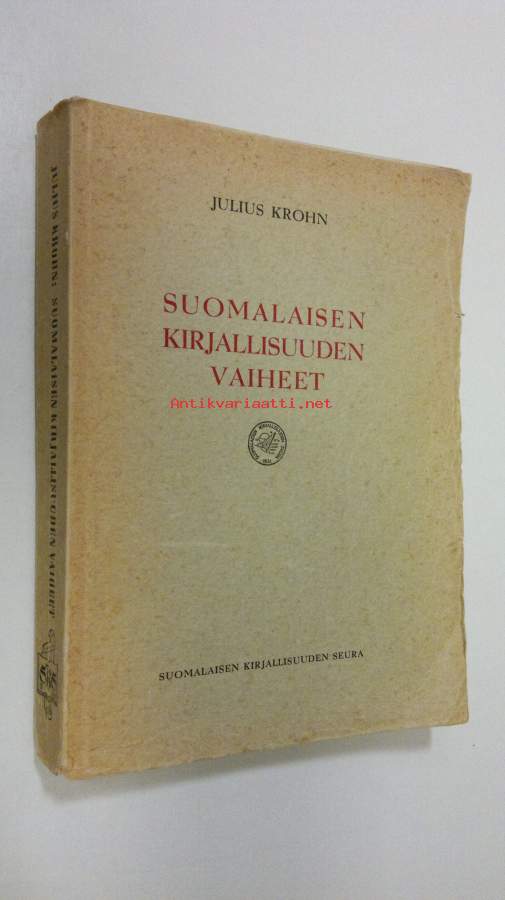 JULIUS KROHN
SUOMALAISEN
KIRJALLISUUDEN
VAIHEET
Antikvariaatti.net
SUOMALAISEN KIRJALLISUUDEN SEURA
JULIUS KROHN: SUOMALAISEN KIRJALLISUUDEN VAIHEET